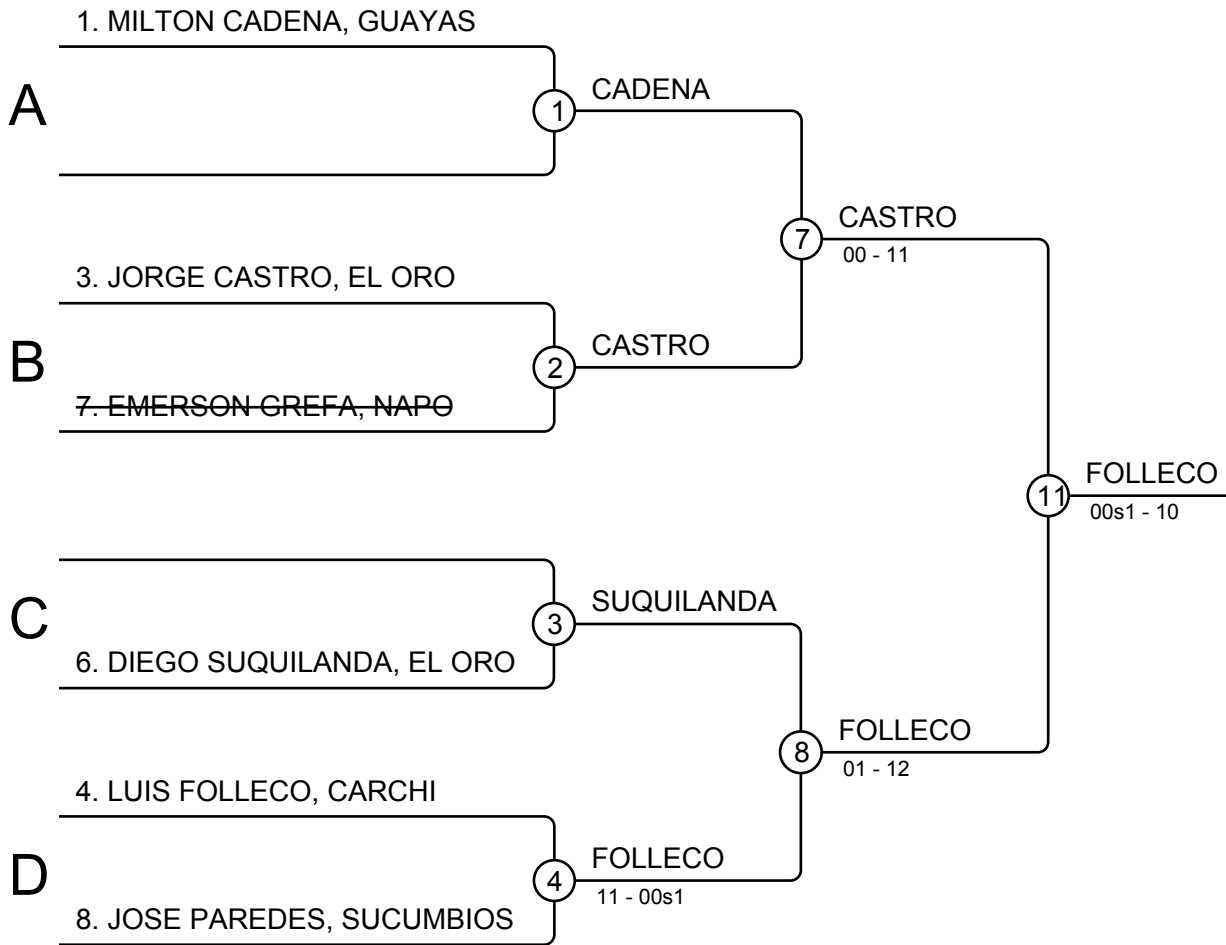 1. MILTON CADENA, GUAYAS
A
1
CADENA
7
CASTRO
00 - 11
3. JORGE CASTRO, EL ORO
B
2
CASTRO
7. EMERSON GREFA, NAPO
11
FOLLECO
00s1 - 10
C
3
SUQUILANDA
6. DIEGO SUQUILANDA, EL ORO
8
FOLLECO
01 - 12
4. LUIS FOLLECO, CARCHI
D
4
FOLLECO
11 - 00s1
8. JOSE PAREDES, SUCUMBIOS